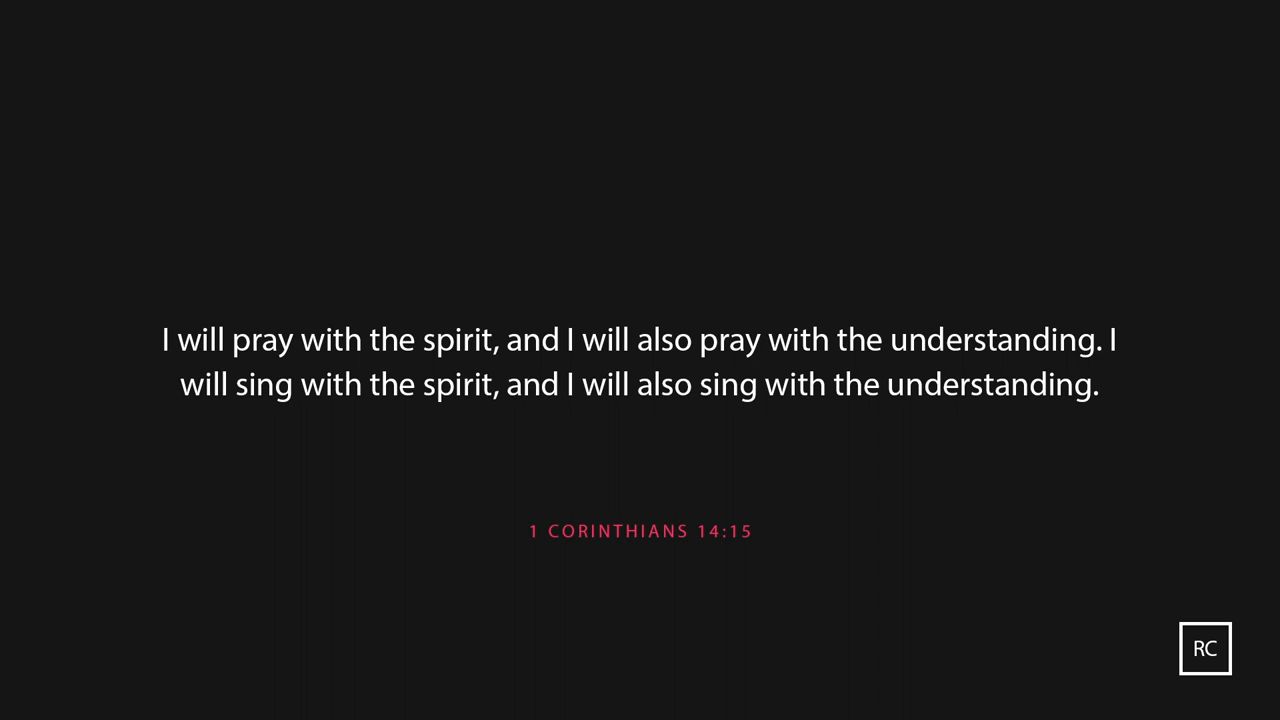 I will pray with the spirit, and I will also pray with the understanding. I
will sing with the spirit, and I will also sing with the understanding.
1 CORINTHIANS 14:15
RC